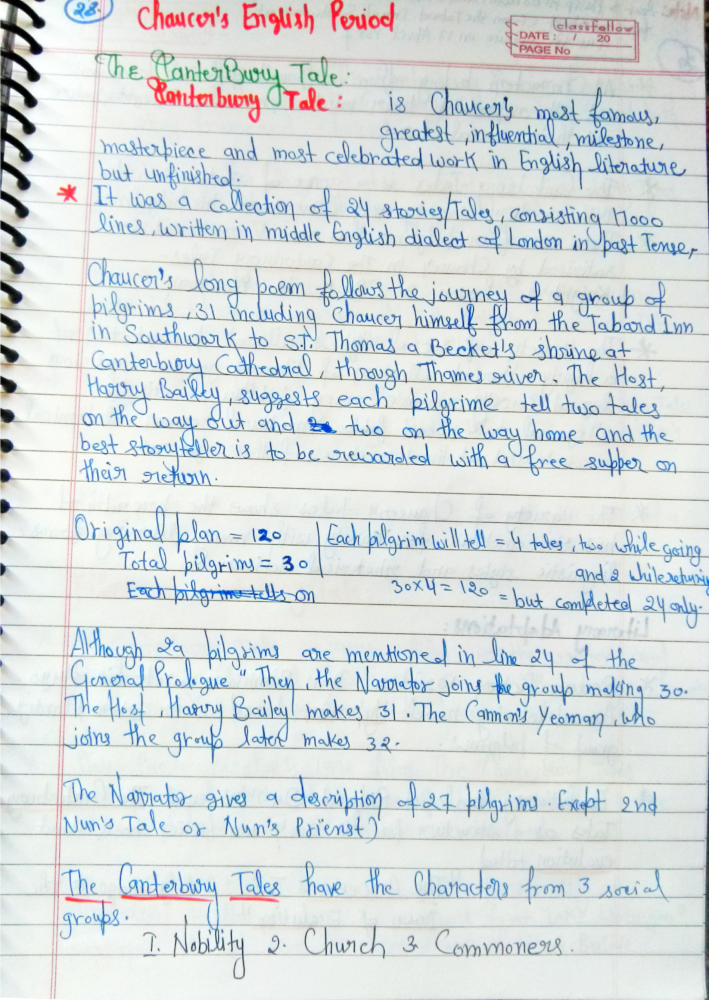 28.
Chaucer's English Period
classfellow
DATE: / 20
PAGE No
The CanterBury Tale:
Canterbury Tale: is Chaucer's most famous,
greatest, influential, milestone,
masterpiece and most celebrated work in English literature
but unfinished.
* It was a collection of 24 stories/Tales, consisting 17000
lines, written in middle English dialect of London in past Tense,
Chaucer's long poem follows the journey of a group of
pilgrims, 31 including Chaucer himself from the Tabard Inn
in Southwark to ST. Thomas a Becket's shrine at
Canterbury Cathedral, through Thames river. The Host,
Harry Bailey, suggests each pilgrime tell two tales
on the way out and two on the way home and the
best storyteller is to be rewarded with a free supper on
their return.
Original plan = 120 | Each pilgrim will tell = 4 tales, two while going
Total pilgrims = 30 and 2 while returning
Each pilgrim tells on 30x4 = 120 = but completed 24 only.
Although 29 pilgrims are mentioned in line 24 of the
General Prologue" Then, the Narrator joins the group making 30.
The Host, Harry Bailey makes 31. The Cannon's Yeoman, who
joins the group later makes 32.
The Narrator gives a description of 27 pilgrims. Except 2nd
Nun's Tale or Nun's Prienst)
The Canterbury Tales have the Characters from 3 social
groups.
1. Nobility 2. Church 3. Commoners.